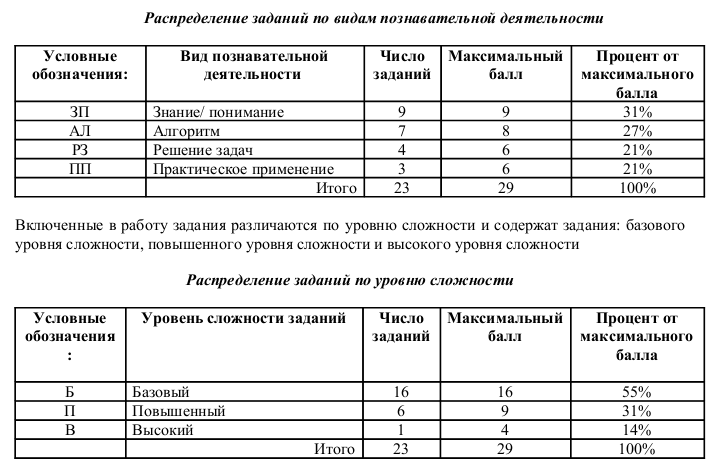 Распределение заданий по видам познавательной деятельности
Условные обозначения: Вид познавательной деятельности Число заданий Максимальный балл Процент от максимального балла
ЗП Знание/ понимание 9 9 31%
АЛ Алгоритм 7 8 27%
РЗ Решение задач 4 6 21%
ПП Практическое применение 3 6 21%
Итого 23 29 100%
Включенные в работу задания различаются по уровню сложности и содержат задания: базового
уровня сложности, повышенного уровня сложности и высокого уровня сложности
Распределение заданий по уровню сложности
Условные обозначения : Уровень сложности заданий Число заданий Максимальный балл Процент от максимального балла
Б Базовый 16 16 55%
П Повышенный 6 9 31%
В Высокий 1 4 14%
Итого 23 29 100%